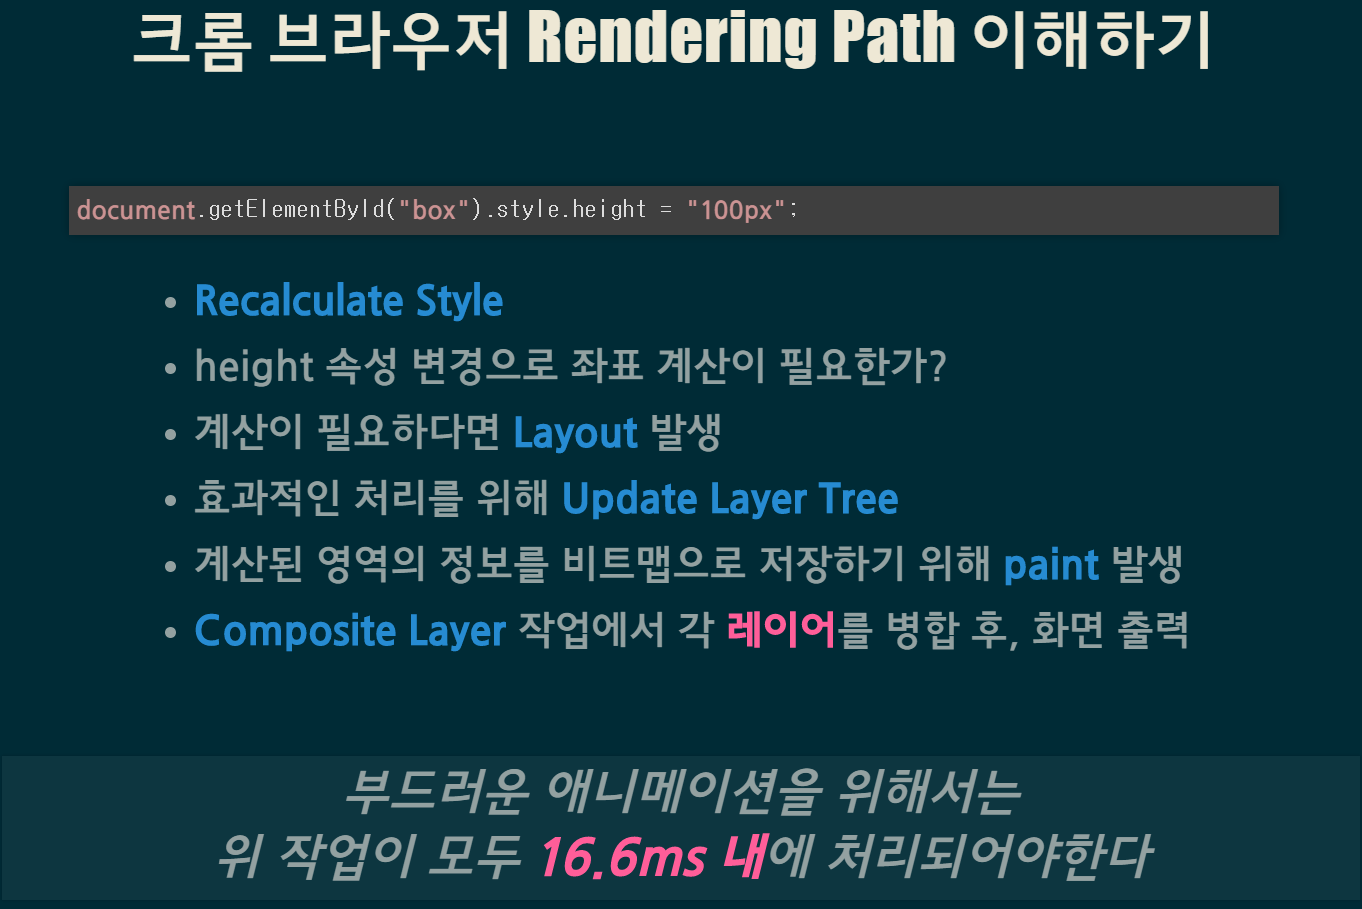 크롬 브라우저 Rendering Path 이해하기
document.getElementById("box").style.height = "100px";
• Recalculate Style
• height 속성 변경으로 좌표 계산이 필요한가?
• 계산이 필요하다면 Layout 발생
• 효과적인 처리를 위해 Update Layer Tree
• 계산된 영역의 정보를 비트맵으로 저장하기 위해 paint 발생
• Composite Layer 작업에서 각 레이어를 병합 후, 화면 출력
부드러운 애니메이션을 위해서는
위 작업이 모두 16.6ms 내에 처리되어야한다